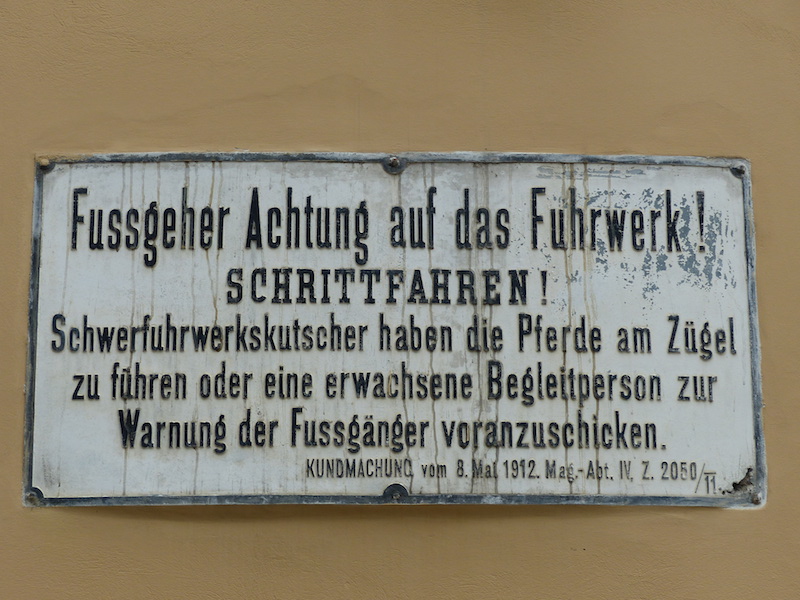 Fussgeher Achtung auf das Fuhrwerk!
SCHRITTFAHREN!
Schwerfuhrwerkskutscher haben die Pferde am Zügel
zu führen oder eine erwachsene Begleitperson zur
Warnung der Fussgänger voranzuschicken.
KUNDMACHUNG vom 8. Mai 1912. Mag.-Abt. IV, Z. 2050/11.